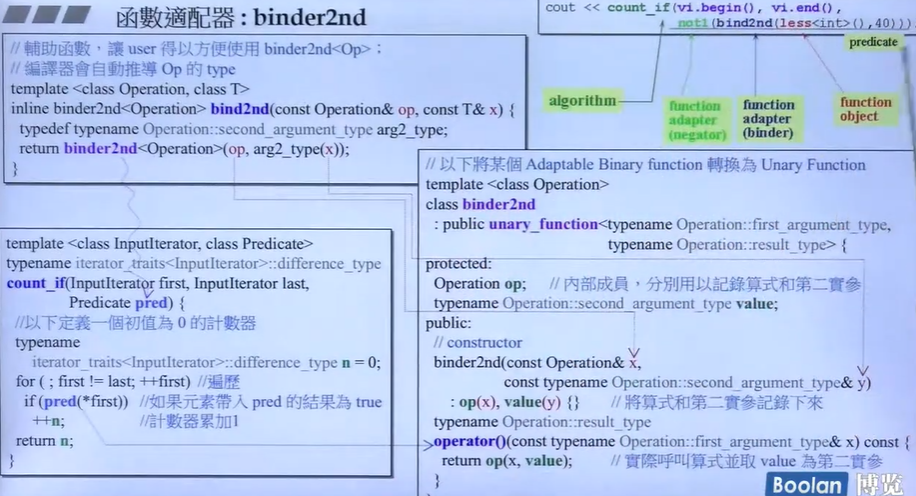 函數適配器 : binder2nd
cout << count_if(vi.begin(), vi.end(),
not1(bind2nd(less<int>(),40)))
predicate
algorithm
function
adapter
(negator)
function
adapter
(binder)
function
object
// 輔助函數，讓 user 得以方便使用 binder2nd<Op>；
// 編譯器會自動推導 Op 的 type
template <class Operation, class T>
inline binder2nd<Operation> bind2nd(const Operation& op, const T& x) {
typedef typename Operation::second_argument_type arg2_type;
return binder2nd<Operation>(op, arg2_type(x));
}
template <class InputIterator, class Predicate>
typename iterator_traits<InputIterator>::difference_type
count_if(InputIterator first, InputIterator last,
Predicate pred) {
//以下定義一個初值為 0 的計數器
typename
iterator_traits<InputIterator>::difference_type n = 0;
for ( ; first != last; ++first) //遍歷
if (pred(*first)) //如果元素帶入 pred 的結果為 true
++n; //計數器累加1
return n;
}
// 以下將某個 Adaptable Binary function 轉換為 Unary Function
template <class Operation>
class binder2nd
: public unary_function<typename Operation::first_argument_type,
typename Operation::result_type> {
protected:
Operation op; // 內部成員，分別用以記錄算式和第二實參
typename Operation::second_argument_type value;
public:
// constructor
binder2nd(const Operation& x,
const typename Operation::second_argument_type& y)
: op(x), value(y) {} // 將算式和第二實參記錄下來
typename Operation::result_type
operator()(const typename Operation::first_argument_type& x) const {
return op(x, value); // 實際呼叫算式並取 value 為第二實參
}
Boolan 博览